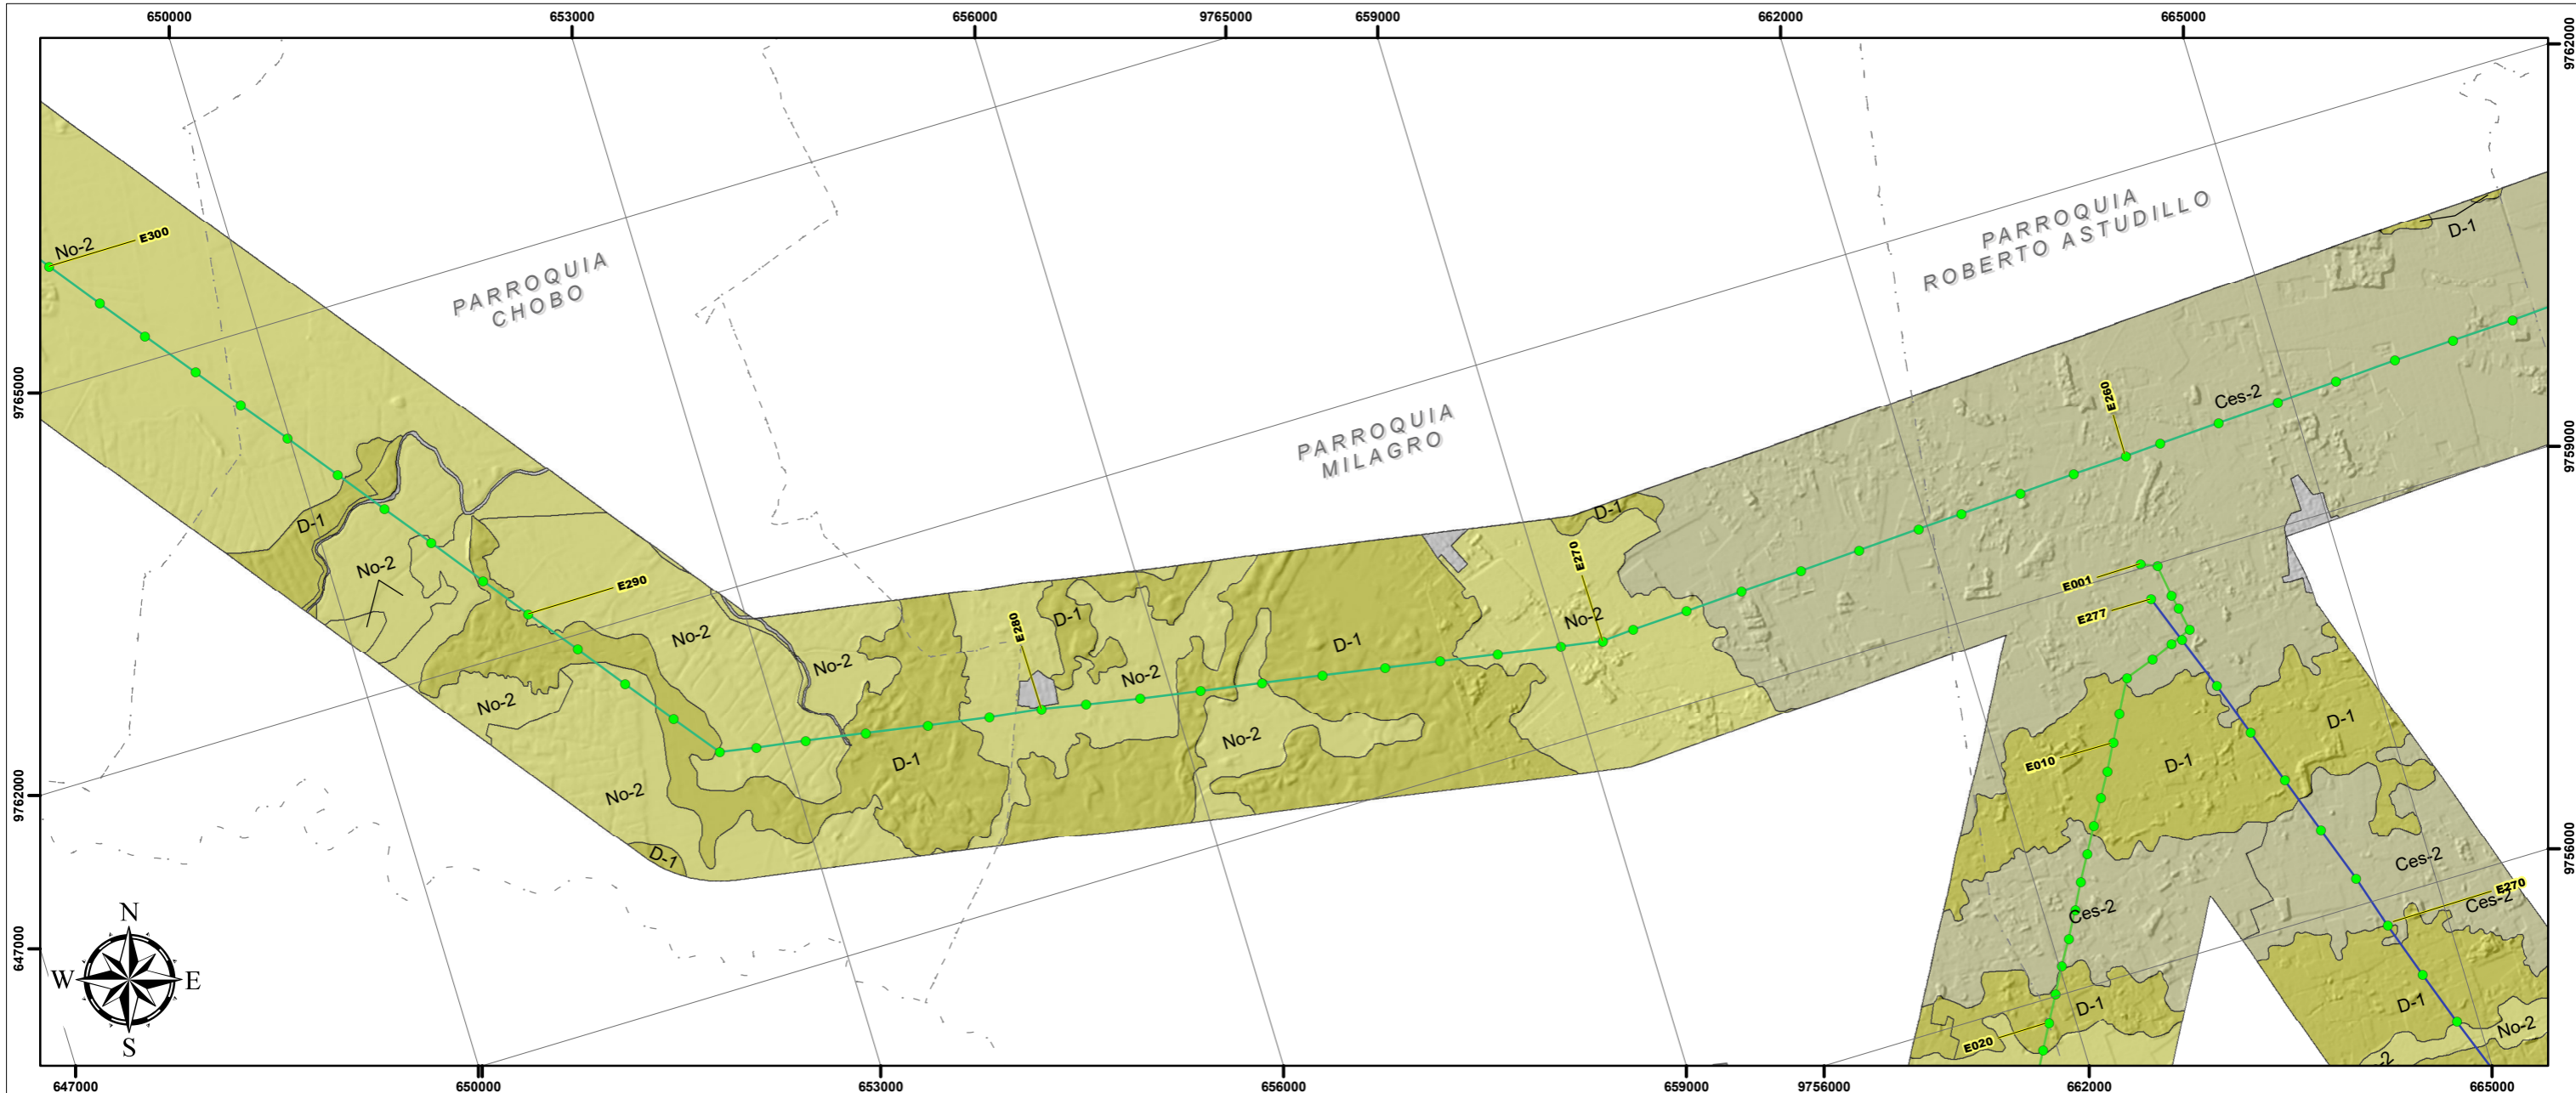 650000
653000
656000
9765000
659000
662000
665000
9762000
PARROQUIA
ROBERTO ASTUDILLO
D-1
No-2
E300
PARROQUIA
CHOBO
9765000
E260
Ces-2
PARROQUIA
MILAGRO
9759000
D-1
D-1
E270
No-2
E290
E001
E277
No-2
No-2
E280
D-1
No-2
D-1
No-2
No-2
No-2
D-1
No-2
D-1
E010
D-1
9762000
No-2
D-1
9756000
Ces-2
E270
Ces-2
Ces-2
647000
N
W
E
S
D-1
D-1
E020
No-2
-2
647000
650000
653000
656000
659000
9756000
662000
665000